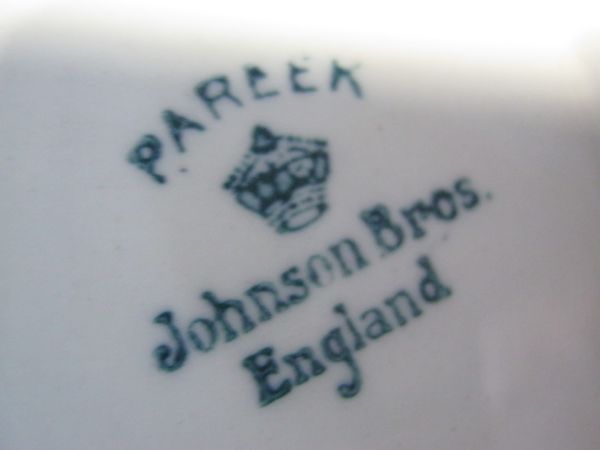 PAREEK
Johnson Bros.
England